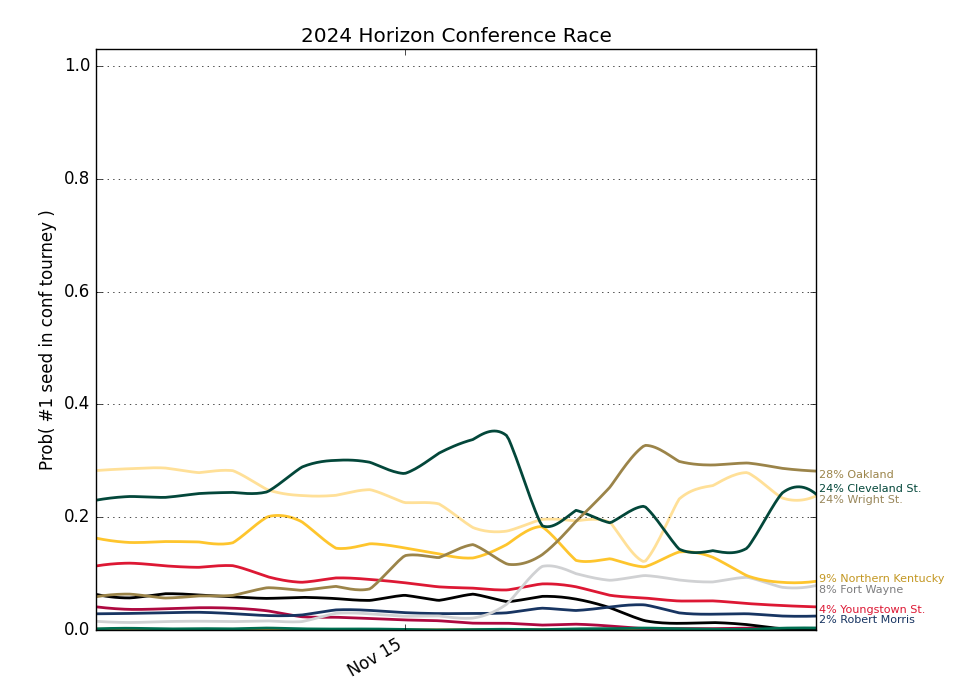 2024 Horizon Conference Race
Prob( #1 seed in conf tourney )
1.0
0.8
0.6
0.4
0.2
0.0
Nov 15
28% Oakland
24% Cleveland St.
24% Wright St.
9% Northern Kentucky
8% Fort Wayne
4% Youngstown St.
2% Robert Morris